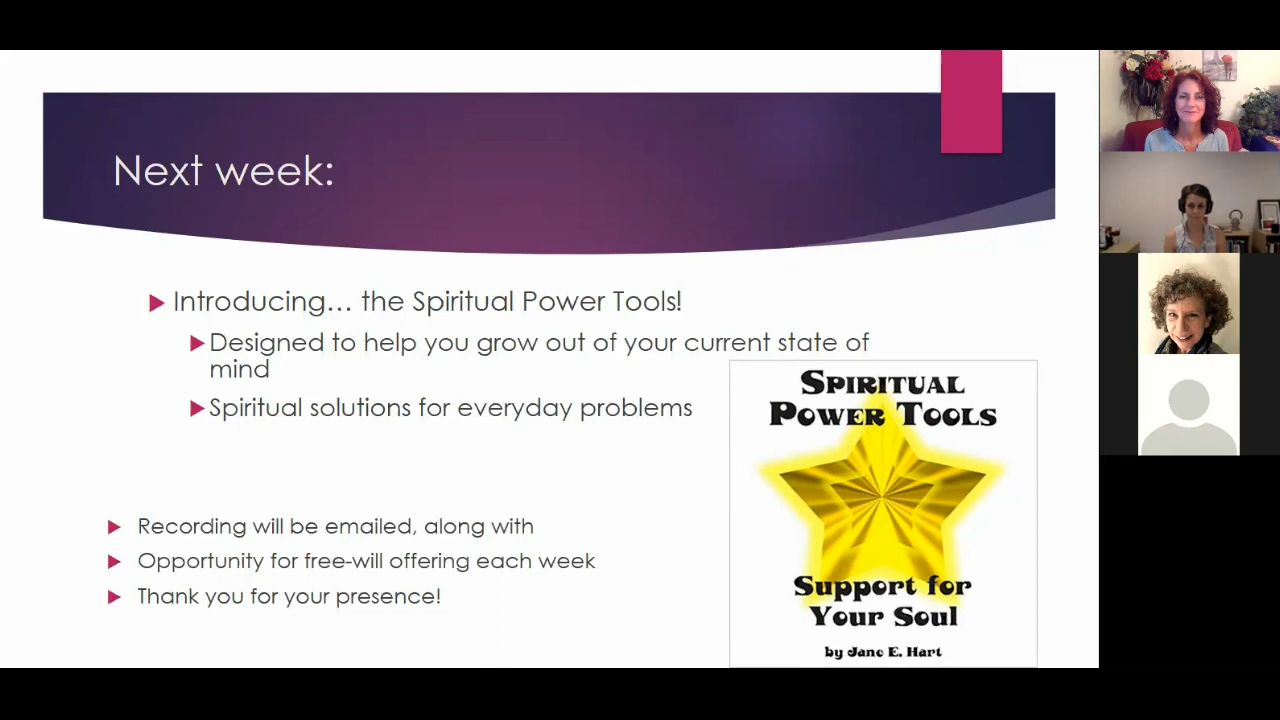 Next week:
Introducing... the Spiritual Power Tools!
Designed to help you grow out of your current state of
mind
Spiritual solutions for everyday problems
Recording will be emailed, along with
Opportunity for free-will offering each week
Thank you for your presence!
Spiritual
Power Tools
Support for
Your Soul
by Jane E. Hart